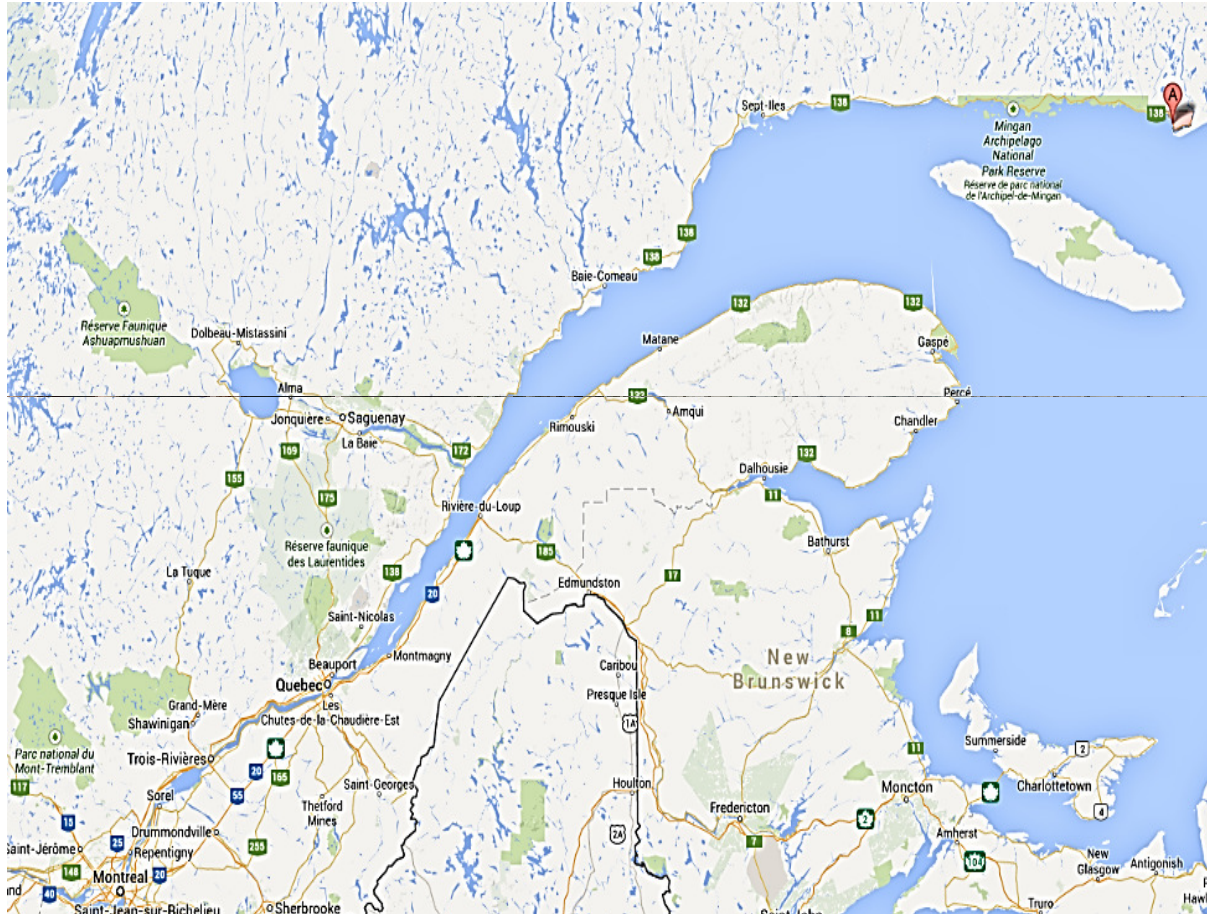 Sept-Iles
138
138
A
Mingan
Archipelago
National
Park Reserve
Réserve de parc national
de l'Archipel-de-Mingan
138
138
Baie-Comeau
132
132
Réserve Faunique
Ashuapmushuan
Dolbeau-Mistassini
Matane
Gaspé
Alma
132
Percé
Amqui
Jonquière
Saguenay
Rimouski
Chandler
La Baie
169
172
132
155
Dalhousie
175
11
Rivière-du-Loup
Réserve faunique
des Laurentides
185
Bathurst
La Tuque
138
17
Edmundston
20
Saint-Nicolas
11
8
Beauport
Montmagny
New
Brunswick
Caribou
Quebec
Presque Isle
Les
Chutes-de-la-Chaudière-Est
Grand-Mère
Shawinigan
1A
Parc national du
Mont-Tremblant
Trois-Rivières
11
Summerside
2
20
165
117
Saint-Georges
Houlton
Moncton
Charlottetown
55
Sorel
Thetford
Mines
Fredericton
4
15
2
Drummondville
2A
Amherst
25
7
Saint-Jérôme
Repentigny
255
104
New
Glasgow
Antigonish
148
20
Montreal
40
Truro
Saint-Jean-sur-Richelieu
Sherbrooke
Saint John